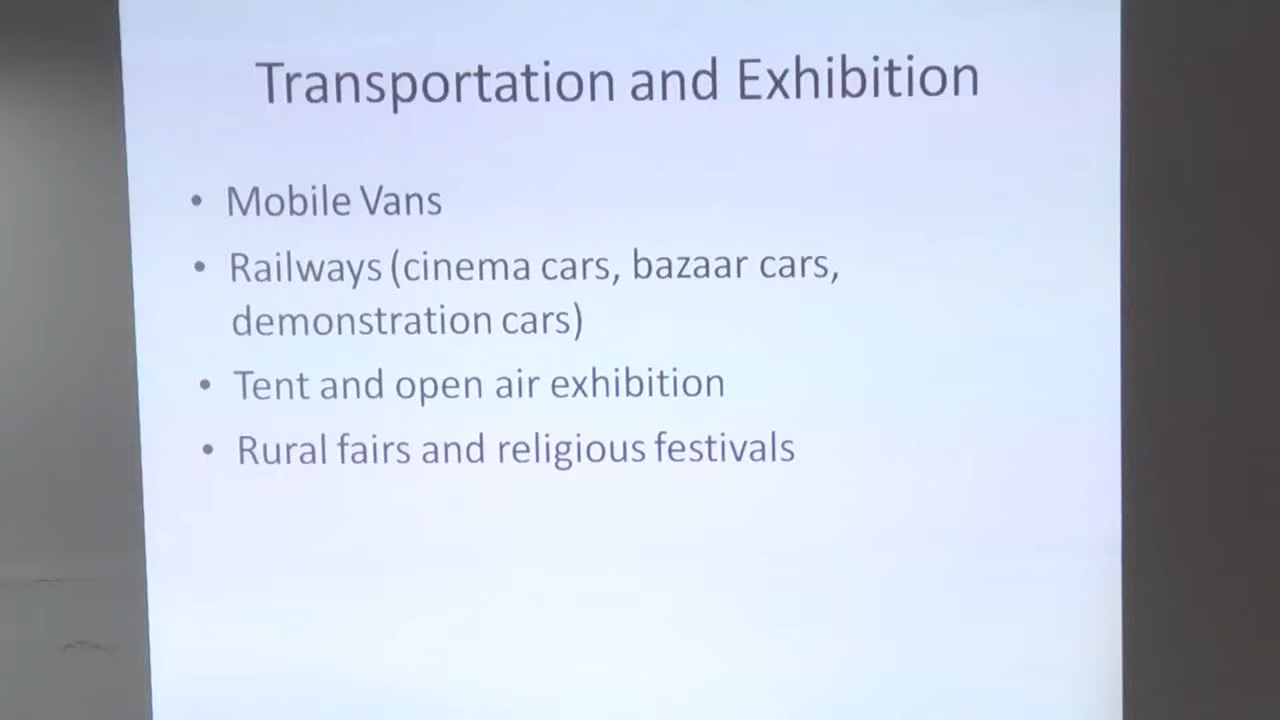 Transportation and Exhibition
• Mobile Vans
• Railways (cinema cars, bazaar cars,
demonstration cars)
• Tent and open air exhibition
• Rural fairs and religious festivals